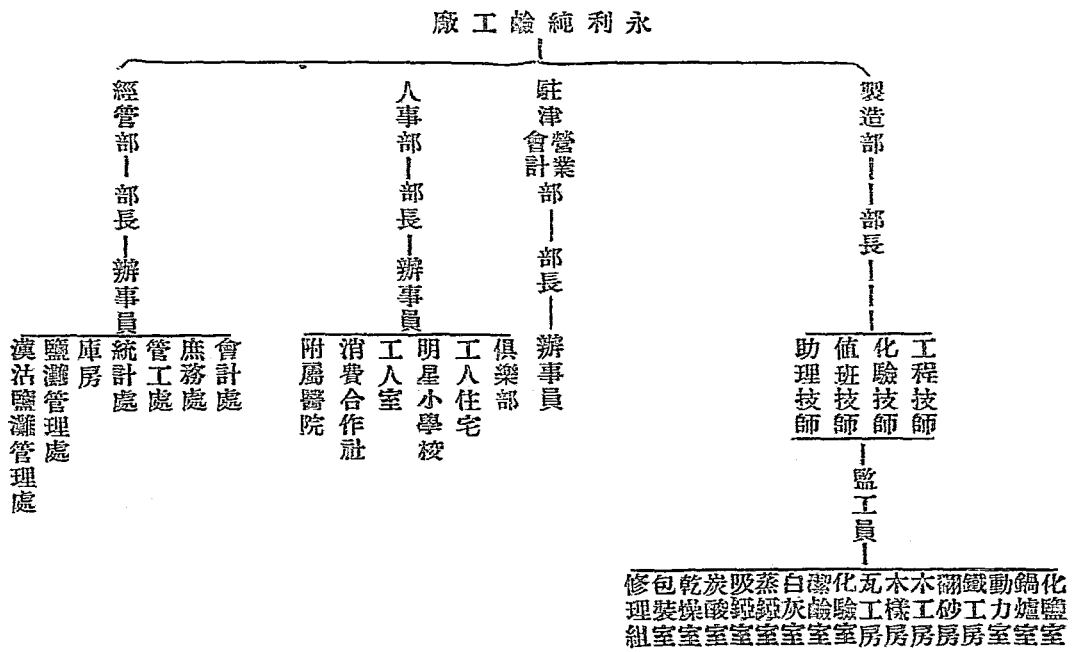 永利純鹼工廠
製造部
部長
工程技師
化驗技師
值班技師
助理技師
監工員
化鹽室
鍋爐室
動力室
鐵工房
翻砂房
木工房
木樣房
瓦工房
化驗室
潔鹼室
白灰室
蒸錏室
吸錏室
炭酸室
乾燥室
包裝室
修理組
駐津營業會計部
部長
辦事員
人事部
部長
辦事員
俱樂部
工人住宅
明星小學校
工人室
消費合作社
附屬醫院
經管部
部長
辦事員
會計處
庶務處
管工處
統計處
庫房
鹽灘管理處
漢沽鹽灘管理處